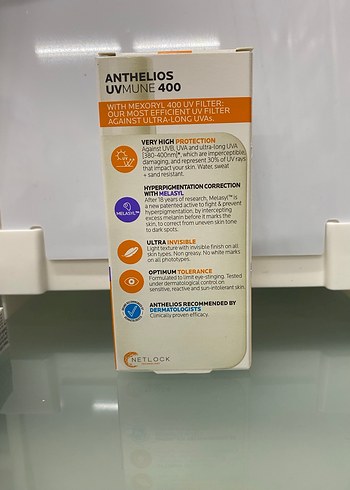 ANTHELIOS
UVMUNE 400
WITH MEXORYL 400 UV FILTER:
OUR MOST EFFICIENT UV FILTER
AGAINST ULTRA-LONG UVAs.
VERY HIGH PROTECTION
Against UVB, UVA and ultra-long UVA
(380-400nm)*, which are imperceptible,
damaging, and represent 30% of UV rays
that impact your skin. Water, sweat
+ sand resistant.
HYPERPIGMENTATION CORRECTION
WITH MELASYL
MELASYL™
After 18 years of research, Melasyl™ is
a new patented active to fight & prevent
hyperpigmentation, by intercepting
excess melanin before it marks the
skin, to correct from uneven skin tone
to dark spots.
ULTRA INVISIBLE
Light texture with invisible finish on all
skin types. Non greasy. No white marks
on all phototypes.
OPTIMUM TOLERANCE
Formulated to limit eye-stinging. Tested
under dermatological control on
sensitive, reactive and sun-intolerant skin.
ANTHELIOS RECOMMENDED BY
DERMATOLOGISTS
Clinically proven efficacy.
NETLOCK